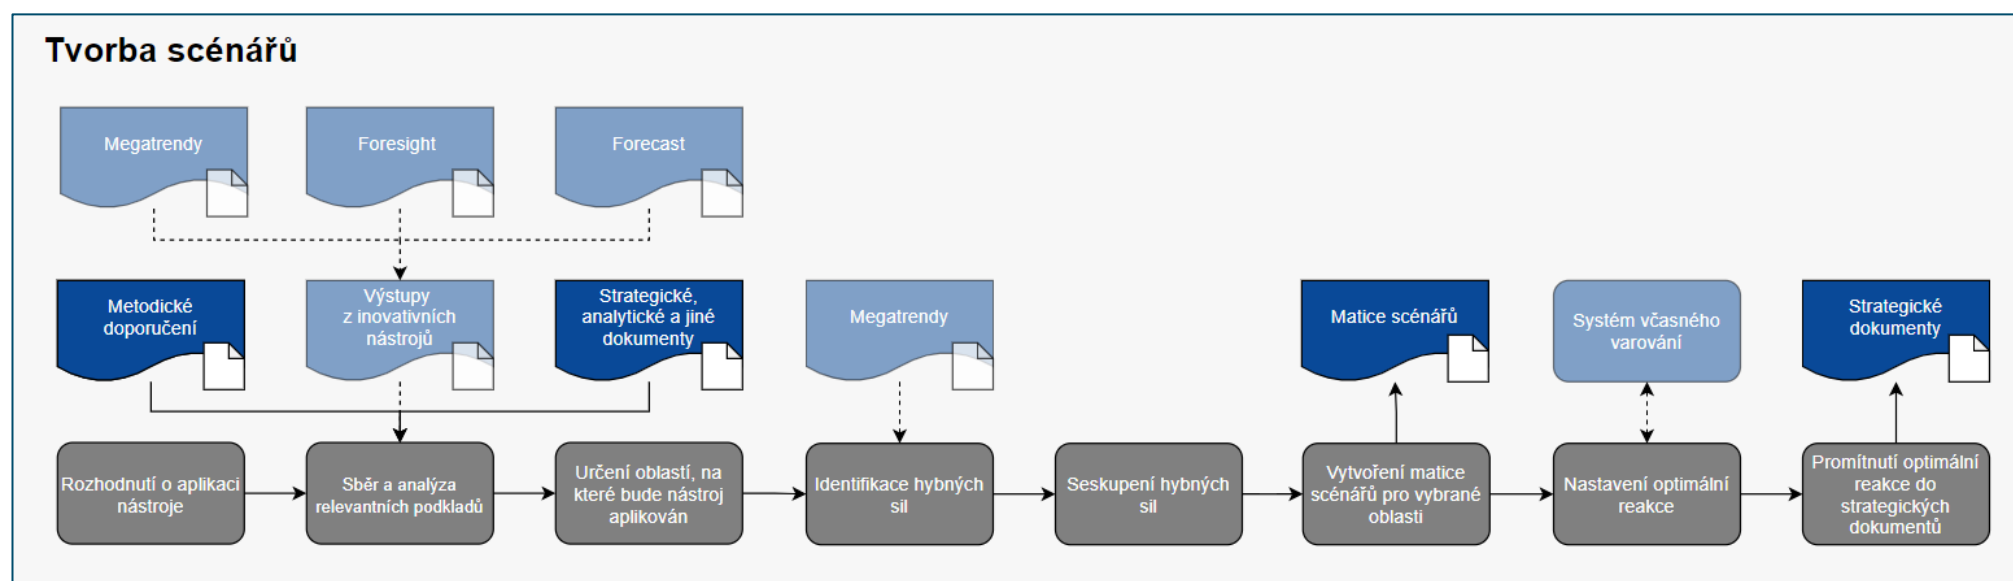 Tvorba scénářů
Megatrendy
Foresight
Forecast
Metodické
doporučení
Výstupy
z inovativních
nástrojů
Strategické,
analytické a jiné
dokumenty
Megatrendy
Matice scénářů
Systém včasného
varování
Strategické
dokumenty
Rozhodnutí o aplikaci
nástroje
Sběr a analýza
relevantních podkladů
Určení oblastí, na
které bude nástroj
aplikován
Identifikace hybných
sil
Seskupení hybných
sil
Vytvoření matice
scénářů pro vybrané
oblasti
Nastavení optimální
reakce
Promítnutí optimální
reakce do
strategických
dokumentů